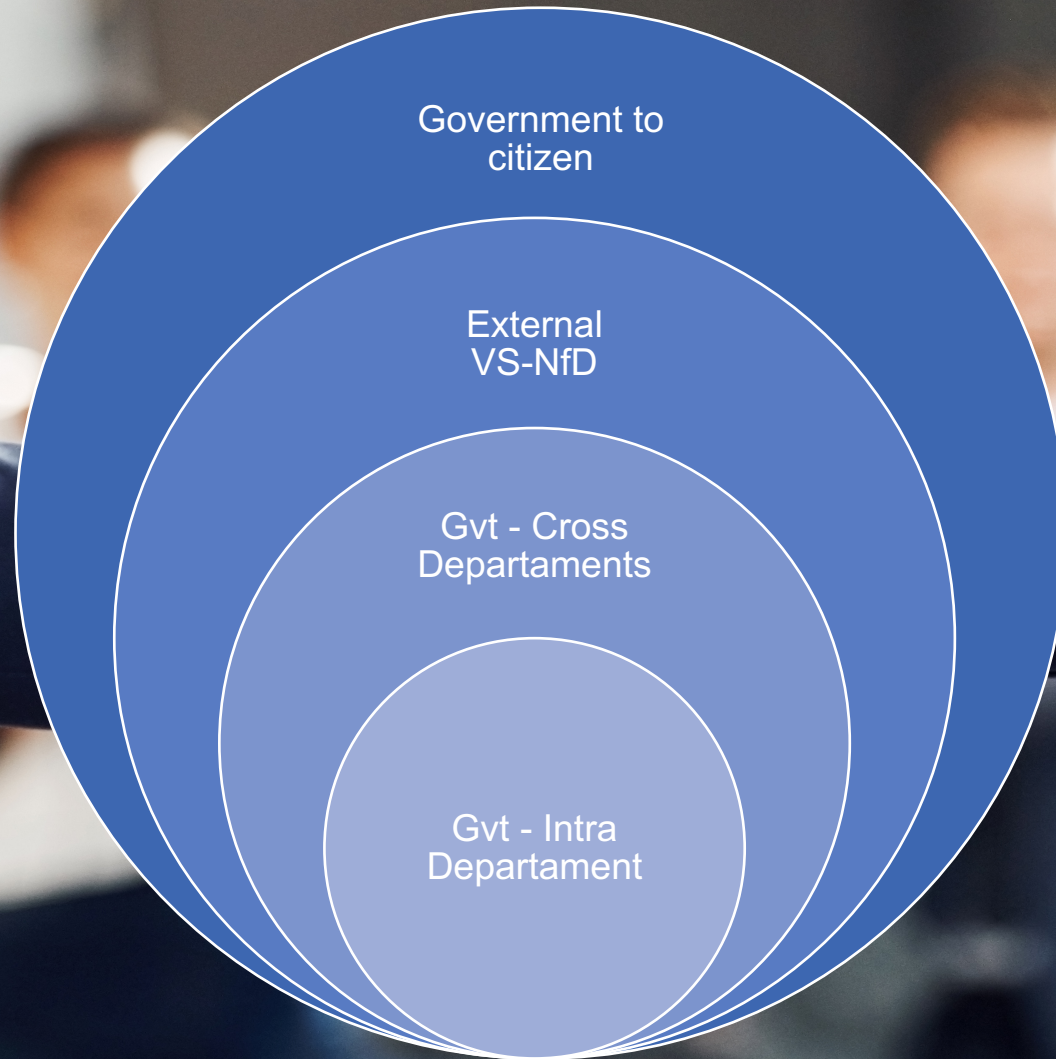 Government to
citizen
External
VS-NfD
Gvt - Cross
Departaments
Gvt - Intra
Departament